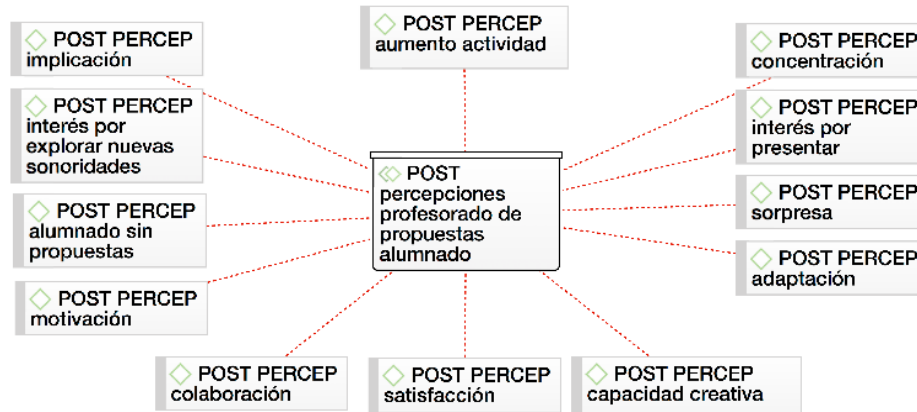 POST PERCEP
implicación
POST PERCEP
aumento actividad
POST PERCEP
concentración
POST PERCEP
interés por
explorar nuevas
sonoridades
POST PERCEP
interés por
presentar
POST
percepciones
profesorado de
propuestas
alumnado
POST PERCEP
alumnado sin
propuestas
POST PERCEP
sorpresa
POST PERCEP
motivación
POST PERCEP
adaptación
POST PERCEP
colaboración
POST PERCEP
satisfacción
POST PERCEP
capacidad creativa